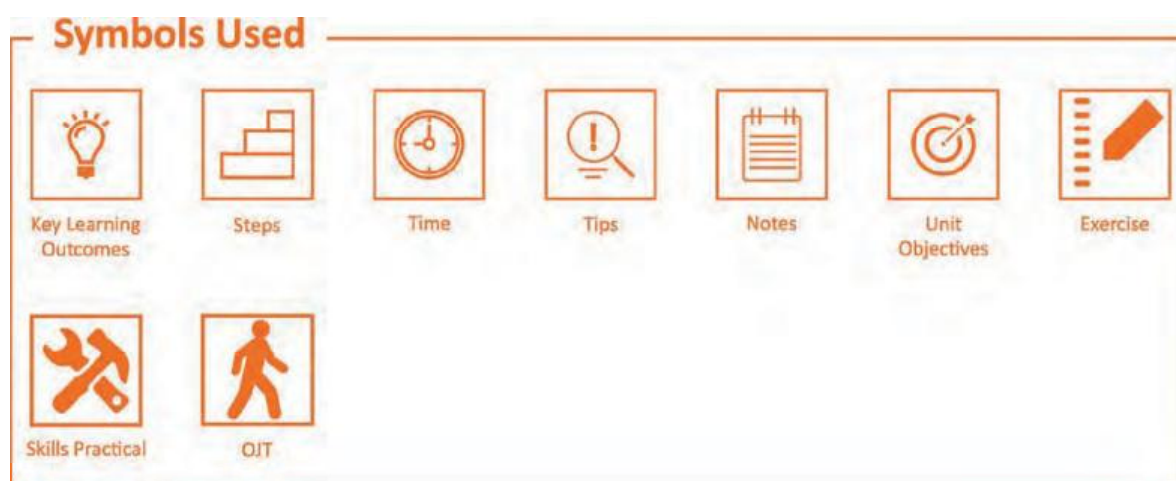 Symbols Used
Key Learning
Outcomes
Steps
Time
Tips
Notes
Unit
Objectives
Exercise
Skills Practical
OJT